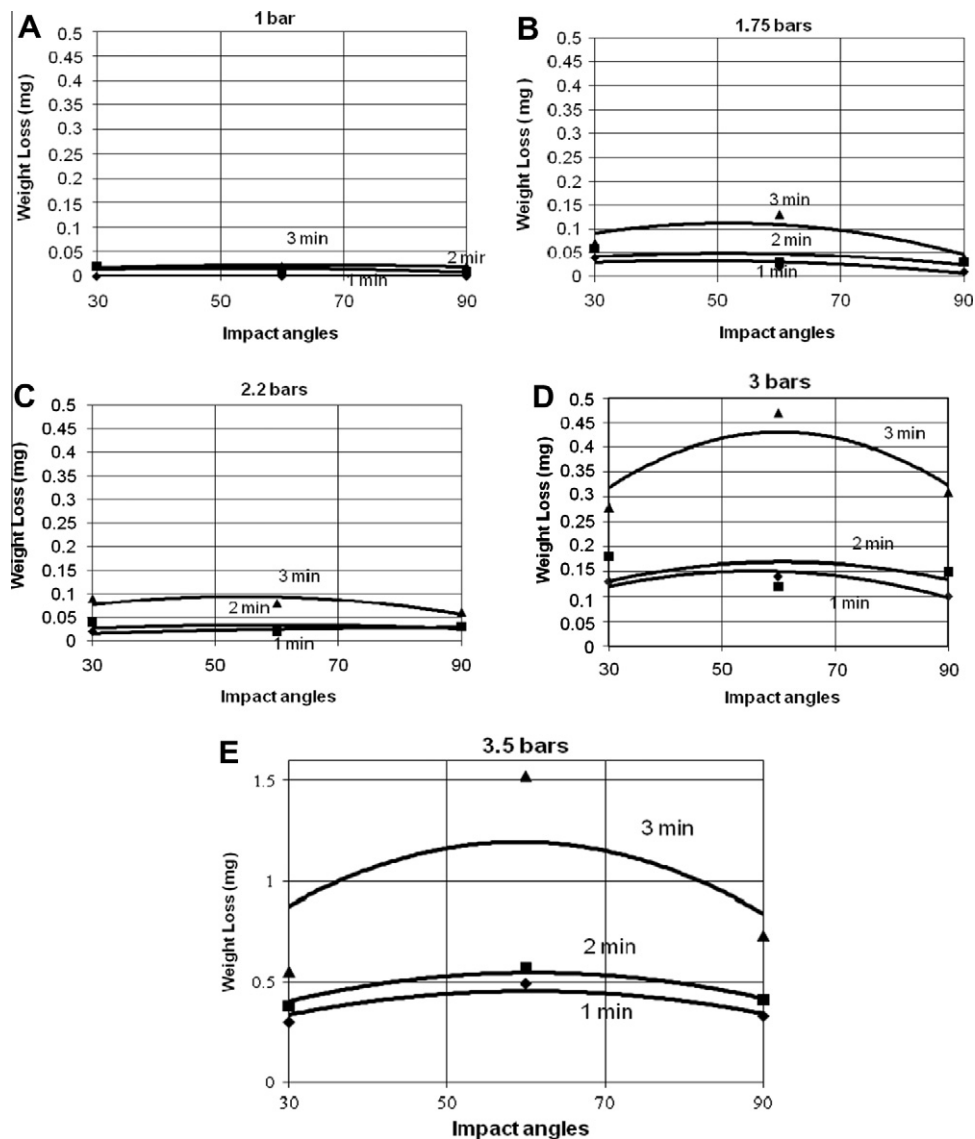 A
1 bar
0.5
0.45
0.4
0.35
0.3
0.25
0.2
0.15
0.1
0.05
0
Weight Loss (mg)
3 min
2 mir
1 min
30 50 70 90
Impact angles
B
1.75 bars
0.5
0.45
0.4
0.35
0.3
0.25
0.2
0.15
0.1
0.05
0
Weight Loss ( mg)
3 min
2 min
1 min
30 50 70 90
Impact angles
C
2.2 bars
0.5
0.45
0.4
0.35
0.3
0.25
0.2
0.15
0.1
0.05
0
Weight Loss (mg)
3 min
2 min
1 min
30 50 70 90
Impact angles
D
3 bars
0.5
0.45
0.4
0.35
0.3
0.25
0.2
0.15
0.1
0.05
0
Weight Loss (mg)
3 min
2 min
1 min
30 50 70 90
Impact angles
E
3.5 bars
1.5
1
0.5
0
Weight Loss (mg)
3 min
2 min
1 min
30 50 70 90
Impact angles